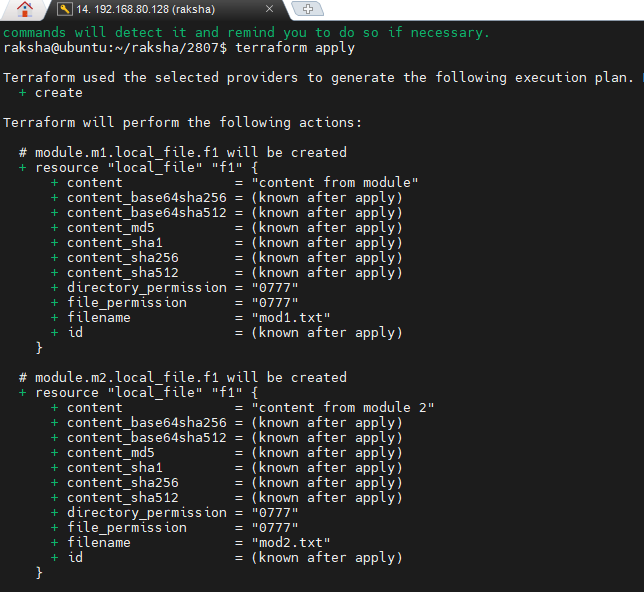 14. 192.168.80.128 (raksha)
commands will detect it and remind you to do so if necessary.
raksha@ubuntu:~/raksha/2807$ terraform apply
Terraform used the selected providers to generate the following execution plan.
+ create
Terraform will perform the following actions:
# module.m1.local_file.f1 will be created
+ resource "local_file" "f1" {
+ content = "content from module"
+ content_base64sha256 = (known after apply)
+ content_base64sha512 = (known after apply)
+ content_md5 = (known after apply)
+ content_sha1 = (known after apply)
+ content_sha256 = (known after apply)
+ content_sha512 = (known after apply)
+ directory_permission = "0777"
+ file_permission = "0777"
+ filename = "mod1.txt"
+ id = (known after apply)
}
# module.m2.local_file.f1 will be created
+ resource "local_file" "f1" {
+ content = "content from module 2"
+ content_base64sha256 = (known after apply)
+ content_base64sha512 = (known after apply)
+ content_md5 = (known after apply)
+ content_sha1 = (known after apply)
+ content_sha256 = (known after apply)
+ content_sha512 = (known after apply)
+ directory_permission = "0777"
+ file_permission = "0777"
+ filename = "mod2.txt"
+ id = (known after apply)
}